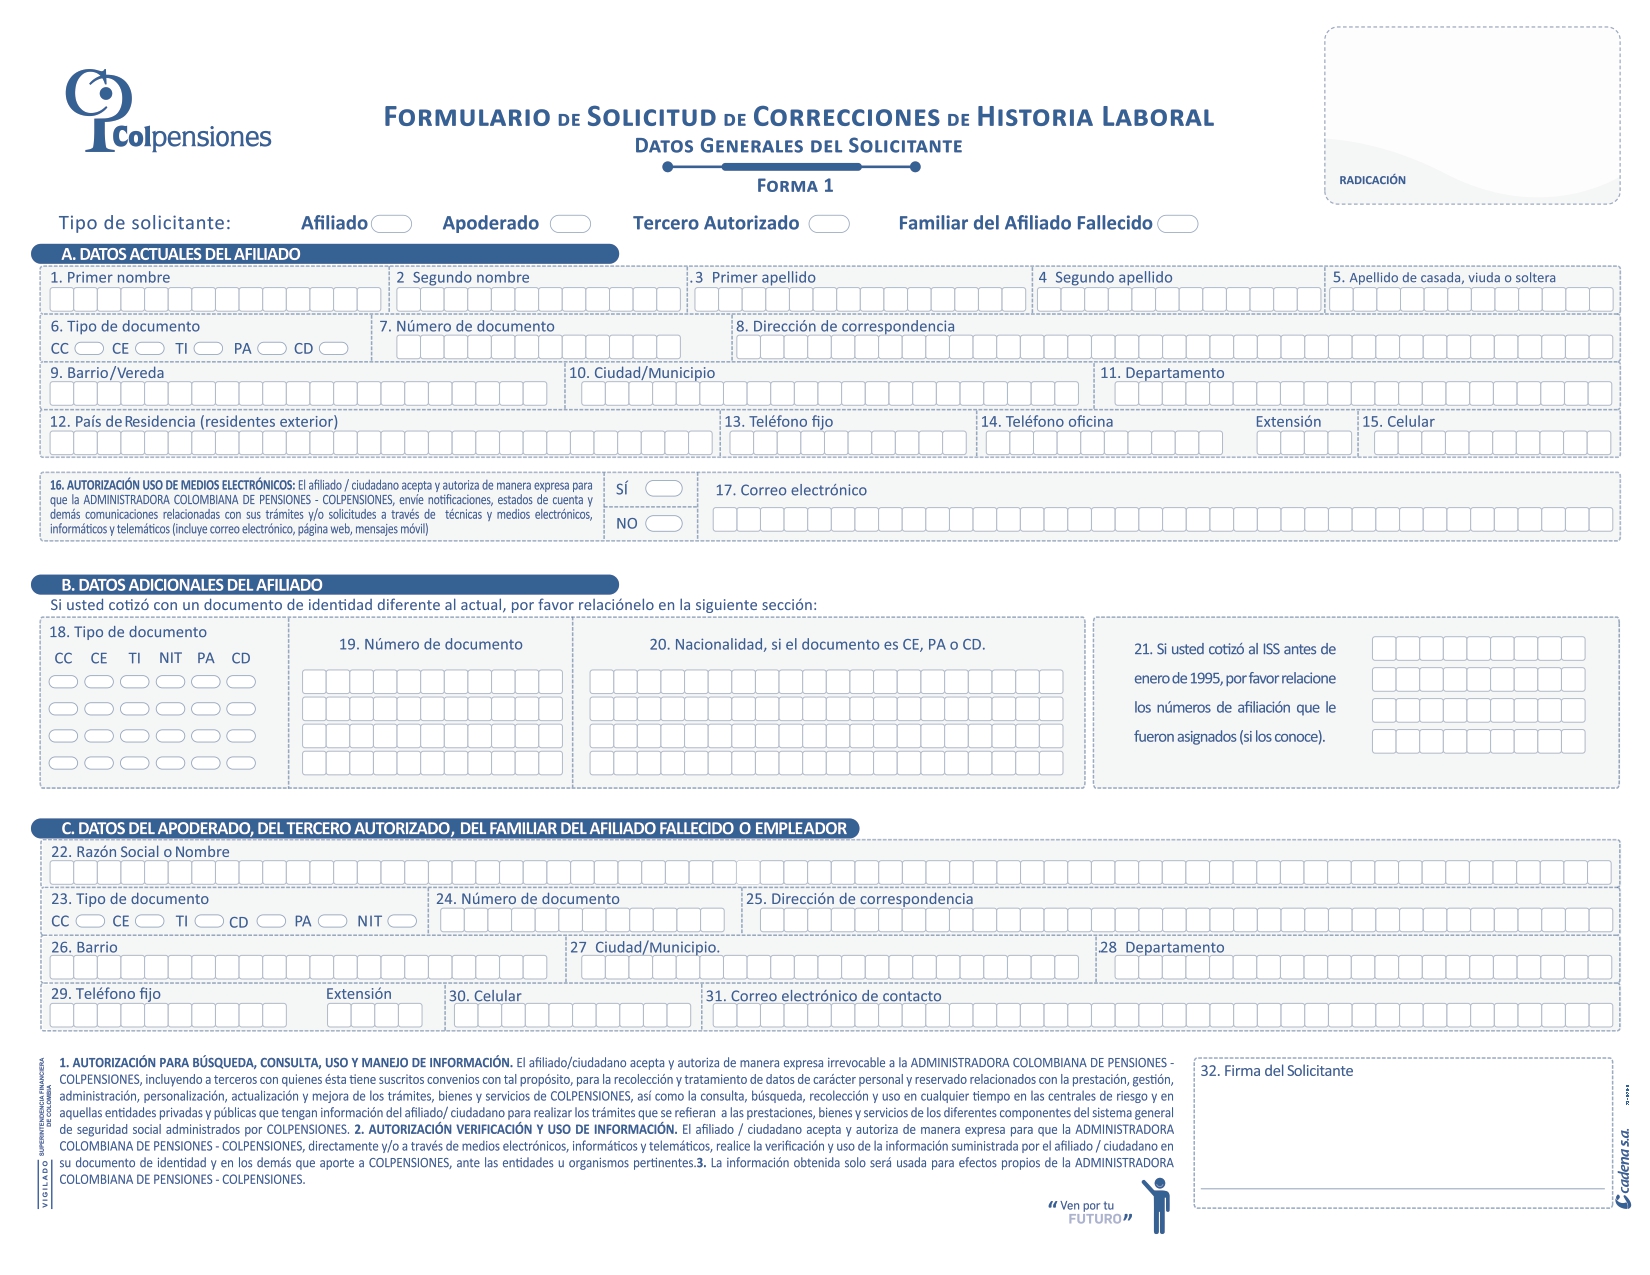 Colpensiones
FORMULARIO DE SOLICITUD DE CORRECCIONES DE HISTORIA LABORAL
DATOS GENERALES DEL SOLICITANTE
FORMA 1
RADICACIÓN
Tipo de solicitante: Afiliado Apoderado Tercero Autorizado Familiar del Afiliado Fallecido
A. DATOS ACTUALES DEL AFILIADO
1. Primer nombre 2 Segundo nombre .3 Primer apellido 4 Segundo apellido 5. Apellido de casada, viuda o soltera
6. Tipo de documento 7. Número de documento 8. Dirección de correspondencia
CC CE TI PA CD
9. Barrio/Vereda 10. Ciudad/Municipio 11. Departamento
12. País de Residencia (residentes exterior) 13. Teléfono fijo 14. Teléfono oficina Extensión 15. Celular
16. AUTORIZACIÓN USO DE MEDIOS ELECTRÓNICOS: El afiliado / ciudadano acepta y autoriza de manera expresa para
que la ADMINISTRADORA COLOMBIANA DE PENSIONES - COLPENSIONES, envíe notificaciones, estados de cuenta y
demás comunicaciones relacionadas con sus trámites y/o solicitudes a través de técnicas y medios electrónicos,
informáticos y telemáticos (incluye correo electrónico, página web, mensajes móvil)
SÍ
NO
17. Correo electrónico
B. DATOS ADICIONALES DEL AFILIADO
Si usted cotizó con un documento de identidad diferente al actual, por favor relaciónelo en la siguiente sección:
18. Tipo de documento
CC CE TI NIT PA CD
19. Número de documento
20. Nacionalidad, si el documento es CE, PA o CD.
21. Si usted cotizó al ISS antes de
enero de 1995, por favor relacione
los números de afiliación que le
fueron asignados (si los conoce).
C. DATOS DEL APODERADO, DEL TERCERO AUTORIZADO, DEL FAMILIAR DEL AFILIADO FALLECIDO O EMPLEADOR
22. Razón Social o Nombre
23. Tipo de documento 24. Número de documento 25. Dirección de correspondencia
CC CE TI CD PA NIT
26. Barrio 27 Ciudad/Municipio. .28 Departamento
29. Teléfono fijo Extensión 30. Celular 31. Correo electrónico de contacto
1. AUTORIZACIÓN PARA BÚSQUEDA, CONSULTA, USO Y MANEJO DE INFORMACIÓN. El afiliado/ciudadano acepta y autoriza de manera expresa irrevocable a la ADMINISTRADORA COLOMBIANA DE PENSIONES -
COLPENSIONES, incluyendo a terceros con quienes ésta tiene suscritos convenios con tal propósito, para la recolección y tratamiento de datos de carácter personal y reservado relacionados con la prestación, gestión,
administración, personalización, actualización y mejora de los trámites, bienes y servicios de COLPENSIONES, así como la consulta, búsqueda, recolección y uso en cualquier tiempo en las centrales de riesgo y en
aquellas entidades privadas y públicas que tengan información del afiliado/ ciudadano para realizar los trámites que se refieran a las prestaciones, bienes y servicios de los diferentes componentes del sistema general
de seguridad social administrados por COLPENSIONES. 2. AUTORIZACIÓN VERIFICACIÓN Y USO DE INFORMACIÓN. El afiliado / ciudadano acepta y autoriza de manera expresa para que la ADMINISTRADORA
COLOMBIANA DE PENSIONES - COLPENSIONES, directamente y/o a través de medios electrónicos, informáticos y telemáticos, realice la verificación y uso de la información suministrada por el afiliado / ciudadano en
su documento de identidad y en los demás que aporte a COLPENSIONES, ante las entidades u organismos pertinentes.3. La información obtenida solo será usada para efectos propios de la ADMINISTRADORA
COLOMBIANA DE PENSIONES - COLPENSIONES.
32. Firma del Solicitante
“ Ven por tu
FUTURO”
VIGILADO SUPERINTENDENCIA FINANCIERA
DE COLOMBIA
cadena s.a.